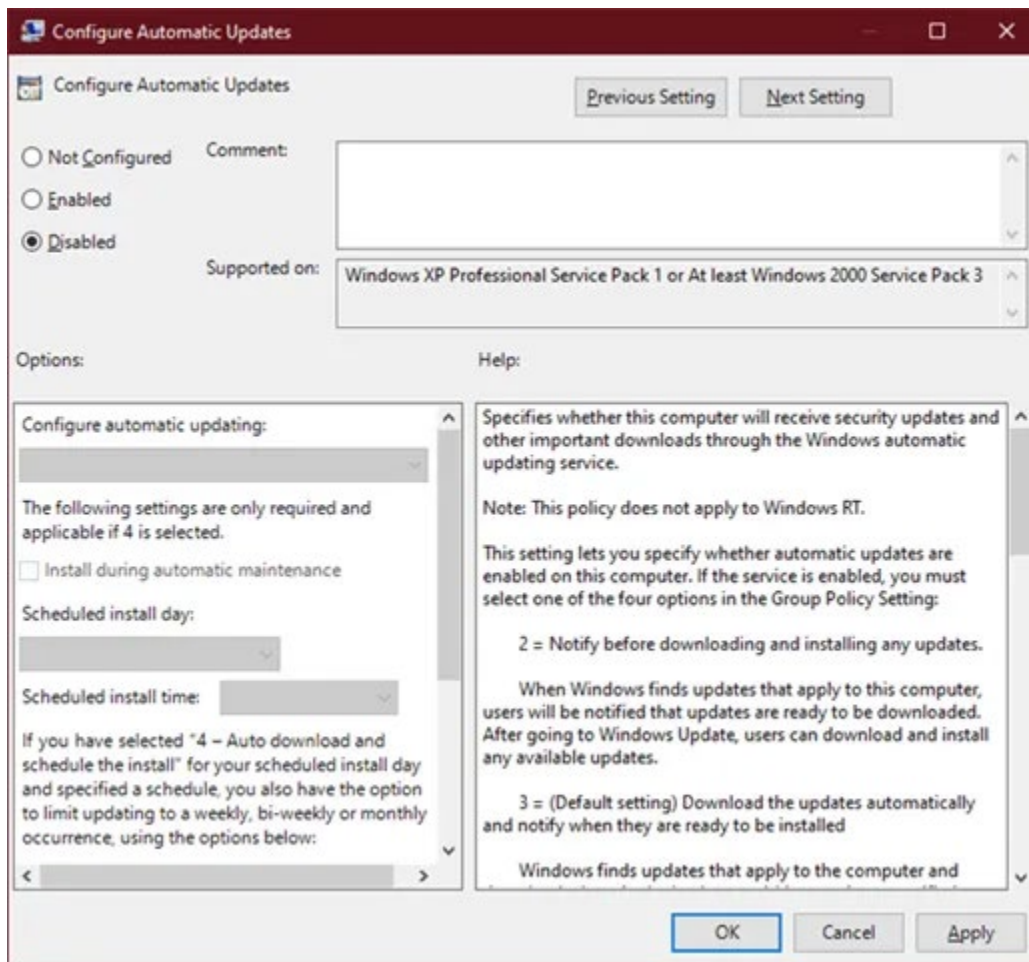 Configure Automatic Updates
Configure Automatic Updates
Previous Setting
Next Setting
Not Configured
Enabled
Disabled
Comment:
Supported on:
Windows XP Professional Service Pack 1 or At least Windows 2000 Service Pack 3
Options:
Help:
Configure automatic updating:
The following settings are only required and
applicable if 4 is selected.
Install during automatic maintenance
Scheduled install day:
Scheduled install time:
If you have selected "4 – Auto download and
schedule the install" for your scheduled install day
and specified a schedule, you also have the option
to limit updating to a weekly, bi-weekly or monthly
occurrence, using the options below:
Specifies whether this computer will receive security updates and
other important downloads through the Windows automatic
updating service.
Note: This policy does not apply to Windows RT.
This setting lets you specify whether automatic updates are
enabled on this computer. If the service is enabled, you must
select one of the four options in the Group Policy Setting:
2 = Notify before downloading and installing any updates.
When Windows finds updates that apply to this computer,
users will be notified that updates are ready to be downloaded.
After going to Windows Update, users can download and install
any available updates.
3 = (Default setting) Download the updates automatically
and notify when they are ready to be installed
Windows finds updates that apply to the computer and
OK
Cancel
Apply